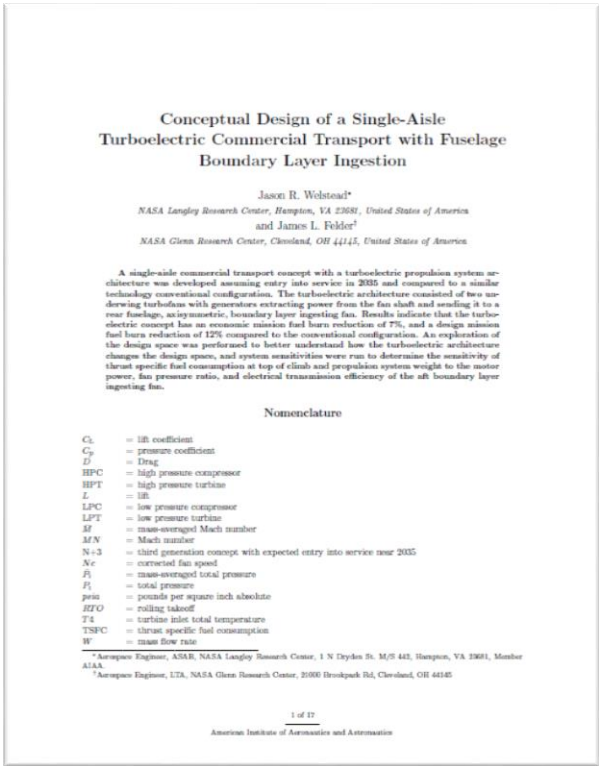 Conceptual Design of a Single-Aisle
Turboelectric Commercial Transport with Fuselage
Boundary Layer Ingestion
Jason R. Welstead*
NASA Langley Research Center, Hampton, VA 23681, United States of America
and James L. Felder†
NASA Glenn Research Center, Cleveland, OH 44145, United States of America
A single-aisle commercial transport concept with a turboelectric propulsion system ar-
chitecture was developed assuming entry into service in 2035 and compared to a similar
technology conventional configuration. The turboelectric architecture consisted of two un-
derwing turbofans with generators extracting power from the fan shaft and sending it to a
rear fuselage, axisymmetric, boundary layer ingesting fan. Results indicate that the turbo-
electric concept has an economic mission fuel burn reduction of 7%, and a design mission
fuel burn reduction of 12% compared to the conventional configuration. An exploration of
the design space was performed to better understand how the turboelectric architecture
changes the design space, and system sensitivities were run to determine the sensitivity of
thrust specific fuel consumption at top of climb and propulsion system weight to the motor
power, fan pressure ratio, and electrical transmission efficiency of the aft boundary layer
ingesting fan.
Nomenclature
C_L = lift coefficient
C_p = pressure coefficient
D = Drag
HPC = high pressure compressor
HPT = high pressure turbine
L = lift
LPC = low pressure compressor
LPT = low pressure turbine
M̄ = mass-averaged Mach number
MN = Mach number
N+3 = third generation concept with expected entry into service near 2035
Nc = corrected fan speed
P̄_t = mass-averaged total pressure
P_t = total pressure
psia = pounds per square inch absolute
RTO = rolling takeoff
T4 = turbine inlet total temperature
TSFC = thrust specific fuel consumption
W = mass flow rate
*Aerospace Engineer, ASAB, NASA Langley Research Center, 1 N Dryden St. M/S 442, Hampton, VA 23681, Member
AIAA.
†Aerospace Engineer, LTA, NASA Glenn Research Center, 21000 Brookpark Rd, Cleveland, OH 44145
1 of 17
American Institute of Aeronautics and Astronautics